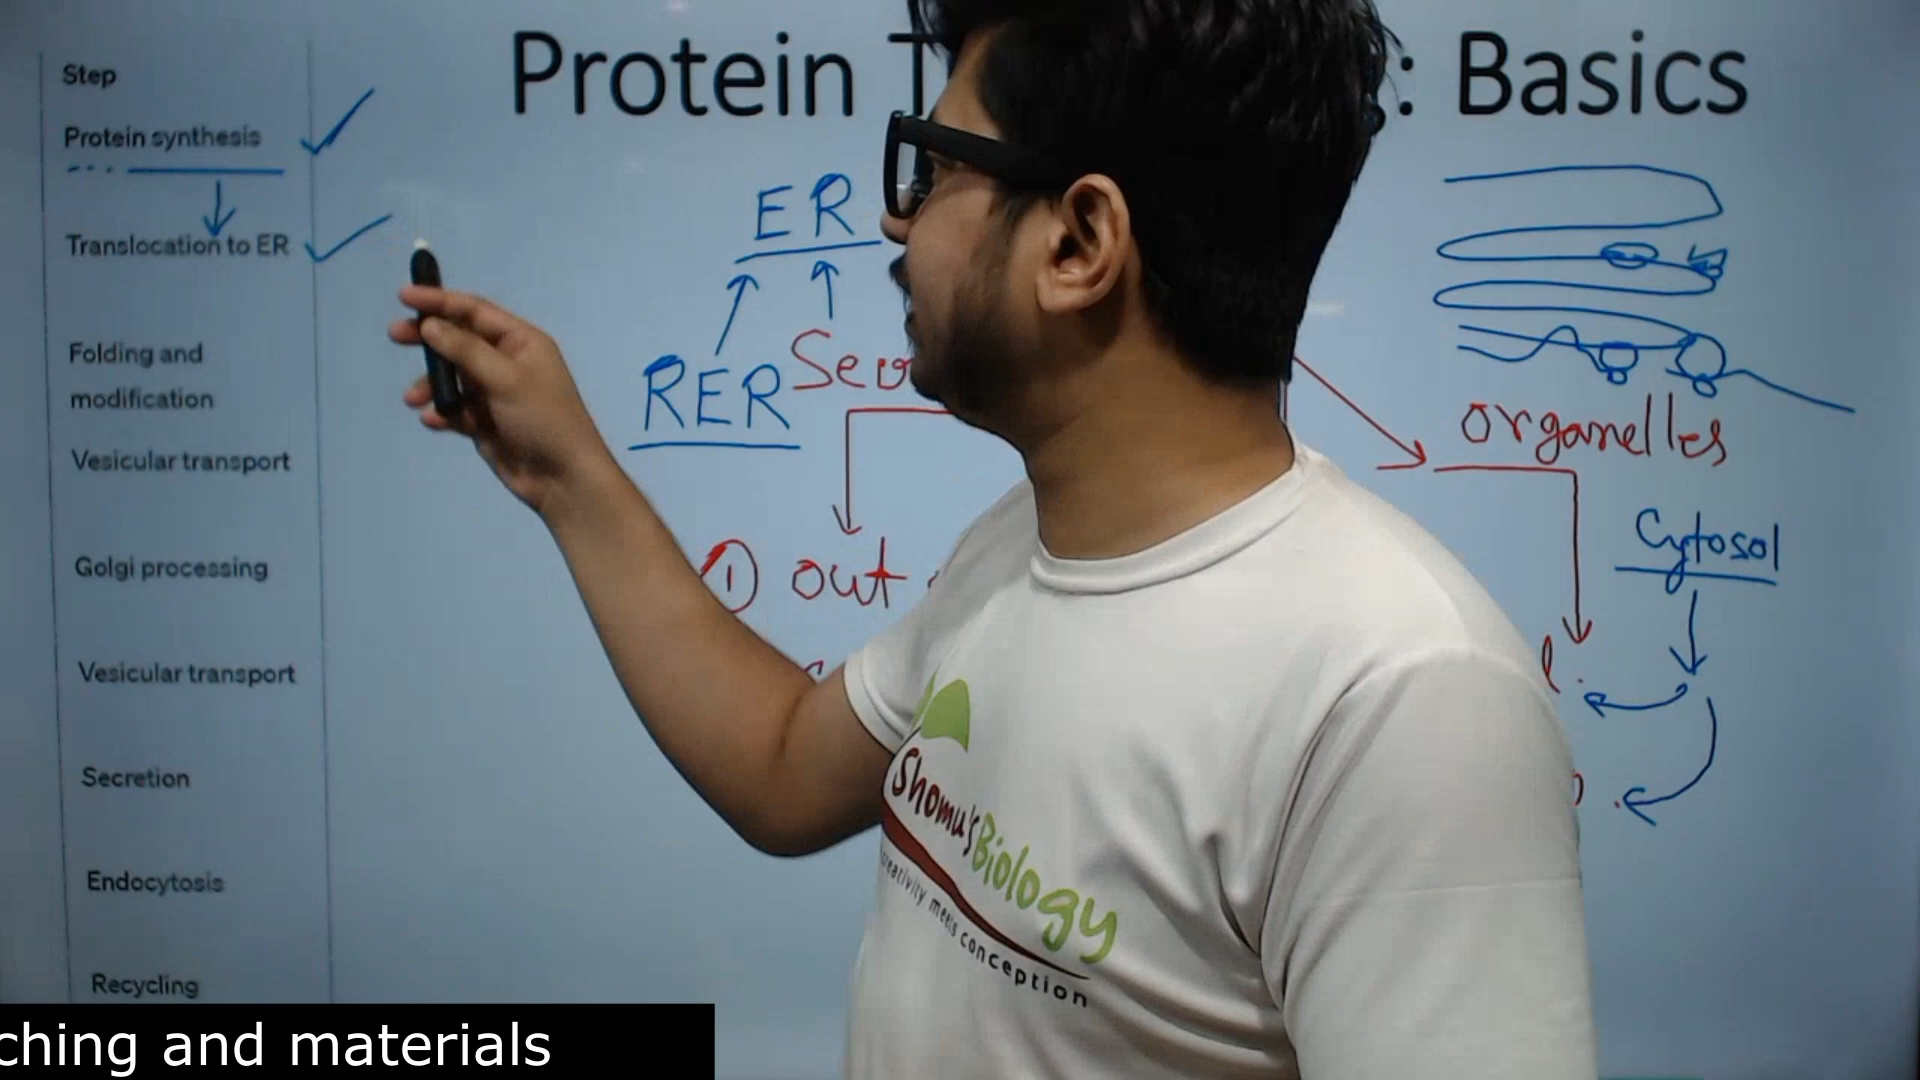 Protein T : Basics
Step
Protein synthesis
Translocation to ER
Folding and
modification
Vesicular transport
Golgi processing
Vesicular transport
Secretion
Endocytosis
Recycling
ER
RER
organelles
Cytosol
① out
Shomu's Biology
creativity meets conception
ching and materials